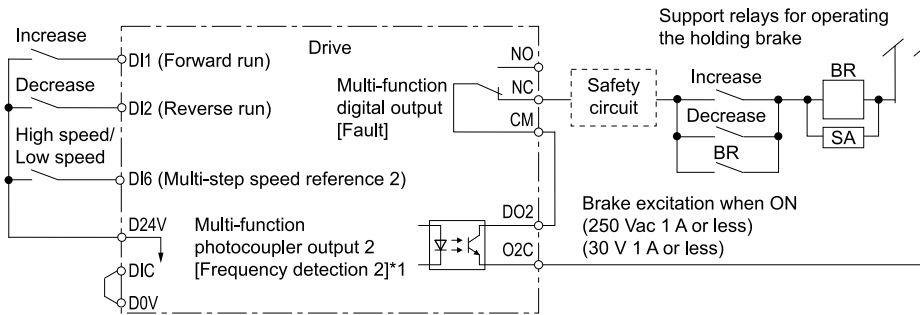 Support relays for operating
the holding brake
Increase
Drive
NO
DI1 (Forward run)
Multi-function
digital output
[Fault]
NC
Safety
circuit
Increase
BR
Decrease
DI2 (Reverse run)
CM
Decrease
SA
High speed/
Low speed
BR
DI6 (Multi-step speed reference 2)
D24V
Multi-function
photocoupler output 2
[Frequency detection 2]*1
DO2
Brake excitation when ON
(250 Vac 1 A or less)
(30 V 1 A or less)
O2C
DIC
D0V